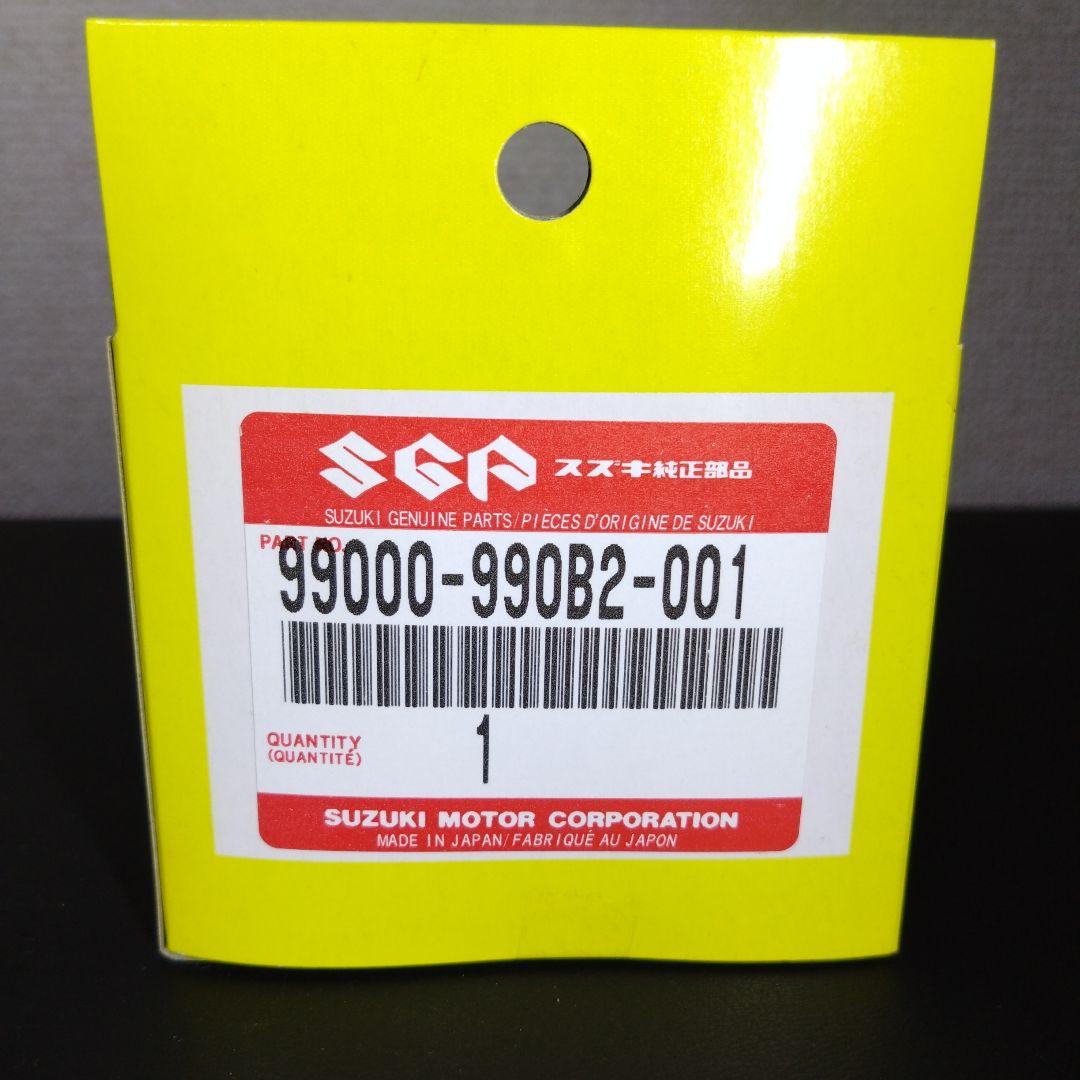 SGP スズキ純正部品
SUZUKI GENUINE PARTS/PIECES D'ORIGINE DE SUZUKI
PART NO.
99000-990B2-001
QUANTITY
(QUANTITÉ)
1
SUZUKI MOTOR CORPORATION
MADE IN JAPAN/FABRIQUÉ AU JAPON